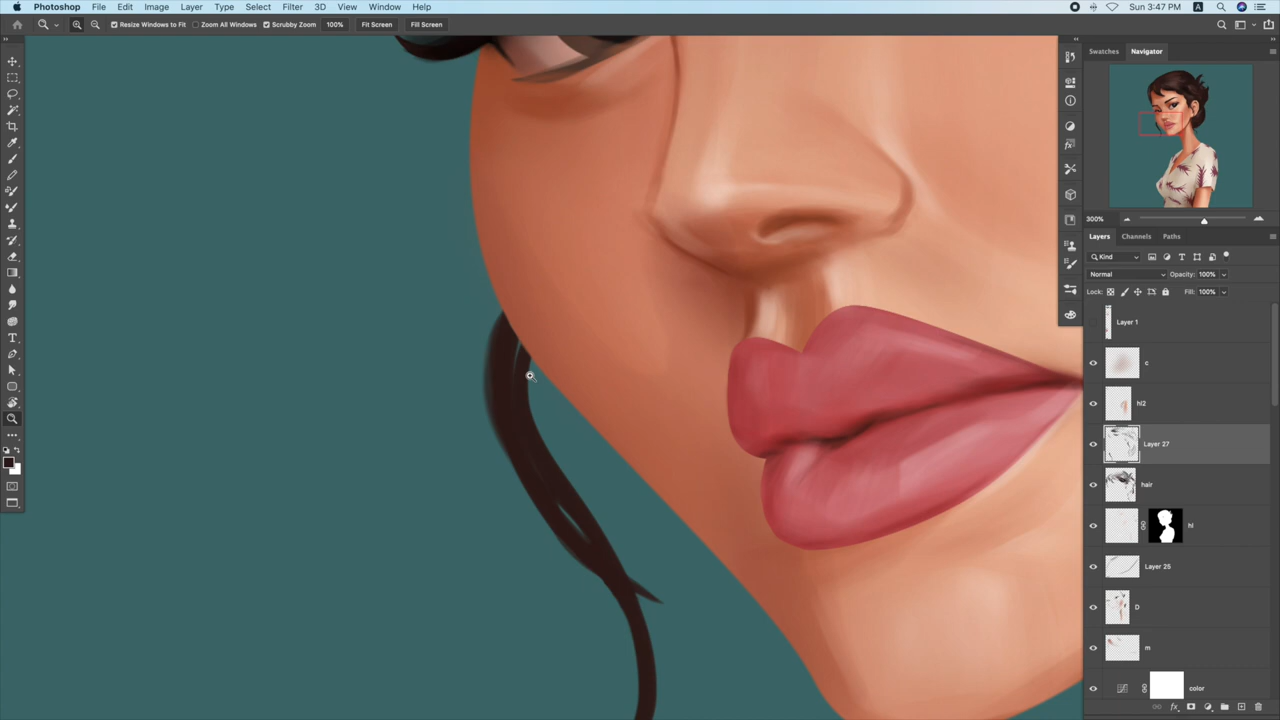 Photoshop File Edit Image Layer Type Select Filter 3D View Window Help Sun 3:47 PM A
Resize Windows to Fit Zoom All Windows Scrubby Zoom 100% Fit Screen Fill Screen
Swatches Navigator
300%
Layers Channels Paths
Kind
Normal Opacity: 100%
Lock: Fill: 100%
Layer 1
c
hl2
Layer 27
hair
hl
Layer 25
D
m
color